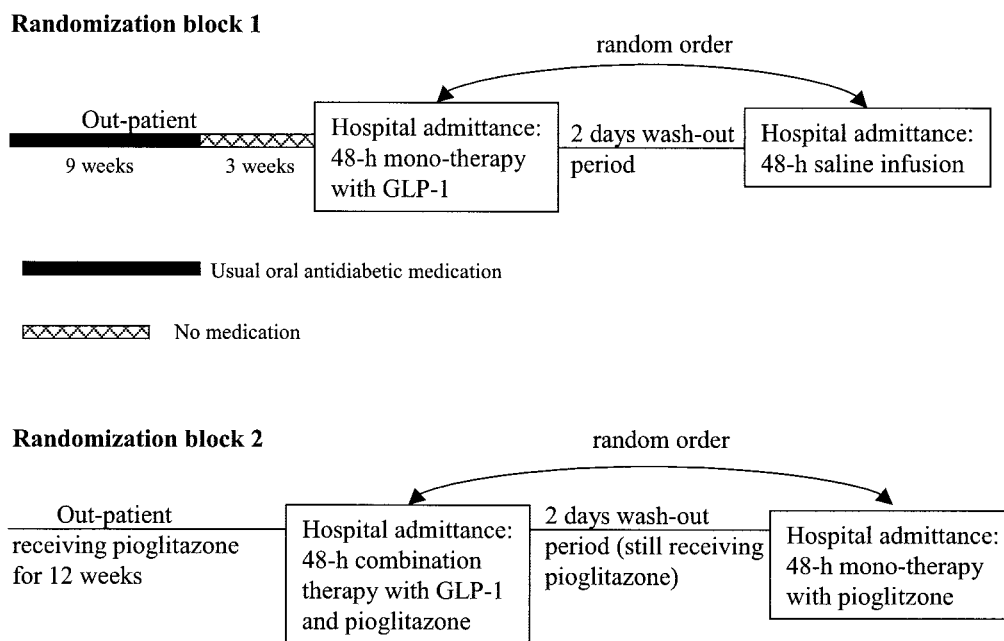 Randomization block 1
random order
Out-patient
9 weeks
3 weeks
Hospital admittance:
48-h mono-therapy
with GLP-1
2 days wash-out
period
Hospital admittance:
48-h saline infusion
Usual oral antidiabetic medication
No medication
Randomization block 2
random order
Out-patient
receiving pioglitazone
for 12 weeks
Hospital admittance:
48-h combination
therapy with GLP-1
and pioglitazone
2 days wash-out
period (still receiving
pioglitazone)
Hospital admittance:
48-h mono-therapy
with pioglitzone